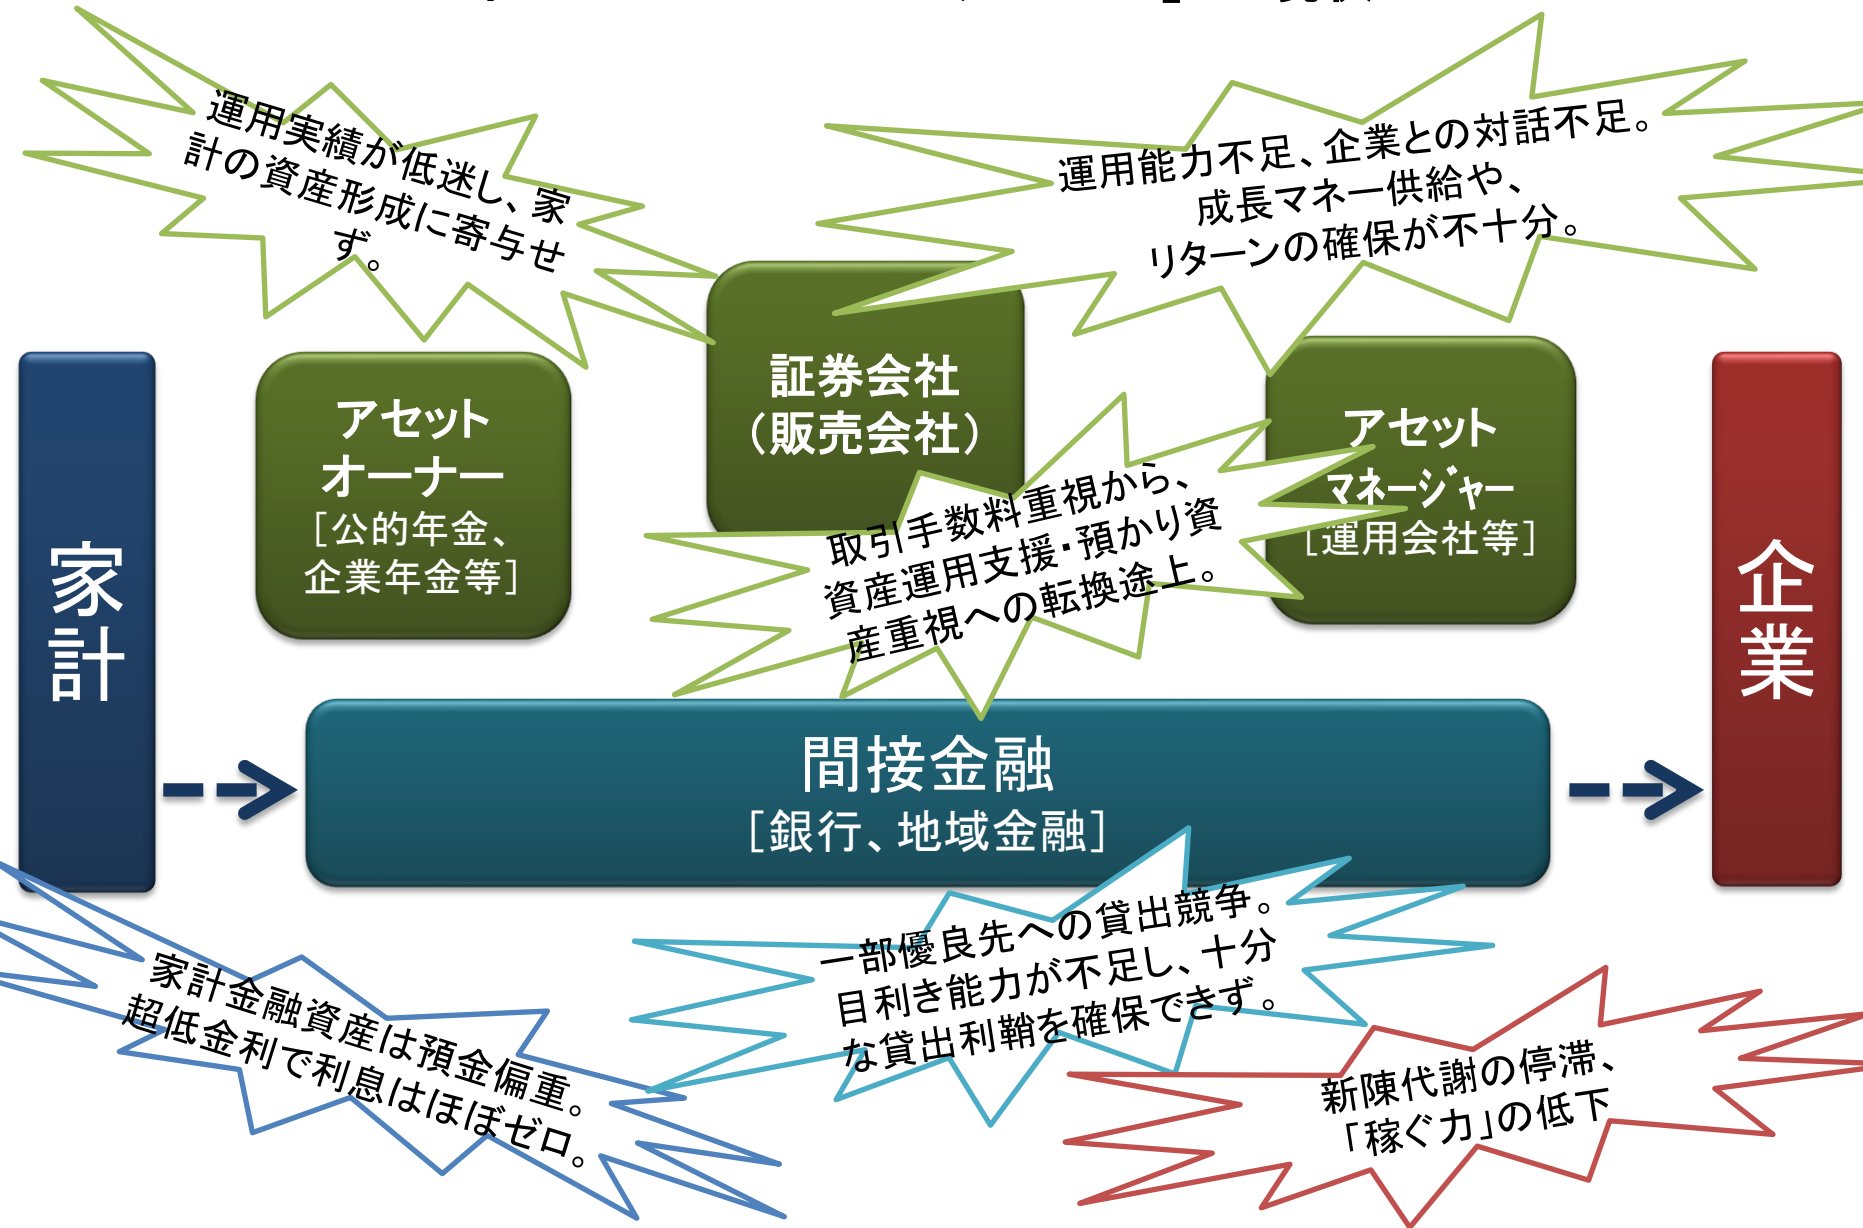 運用実績が低迷し、家
計の資産形成に寄与せ
ず。
運用能力不足、企業との対話不足。
成長マネー供給や、
リターンの確保が不十分。
証券会社
（販売会社）
アセット
オーナー
［公的年金、
企業年金等］
アセット
マネージャー
［運用会社等］
取引手数料重視から、
資産運用支援・預かり資
産重視への転換途上。
家計
企業
間接金融
［銀行、地域金融］
一部優良先への貸出競争。
目利き能力が不足し、十分
な貸出利鞘を確保できず。
家計金融資産は預金偏重。
超低金利で利息はほぼゼロ。
新陳代謝の停滞、
「稼ぐ力」の低下